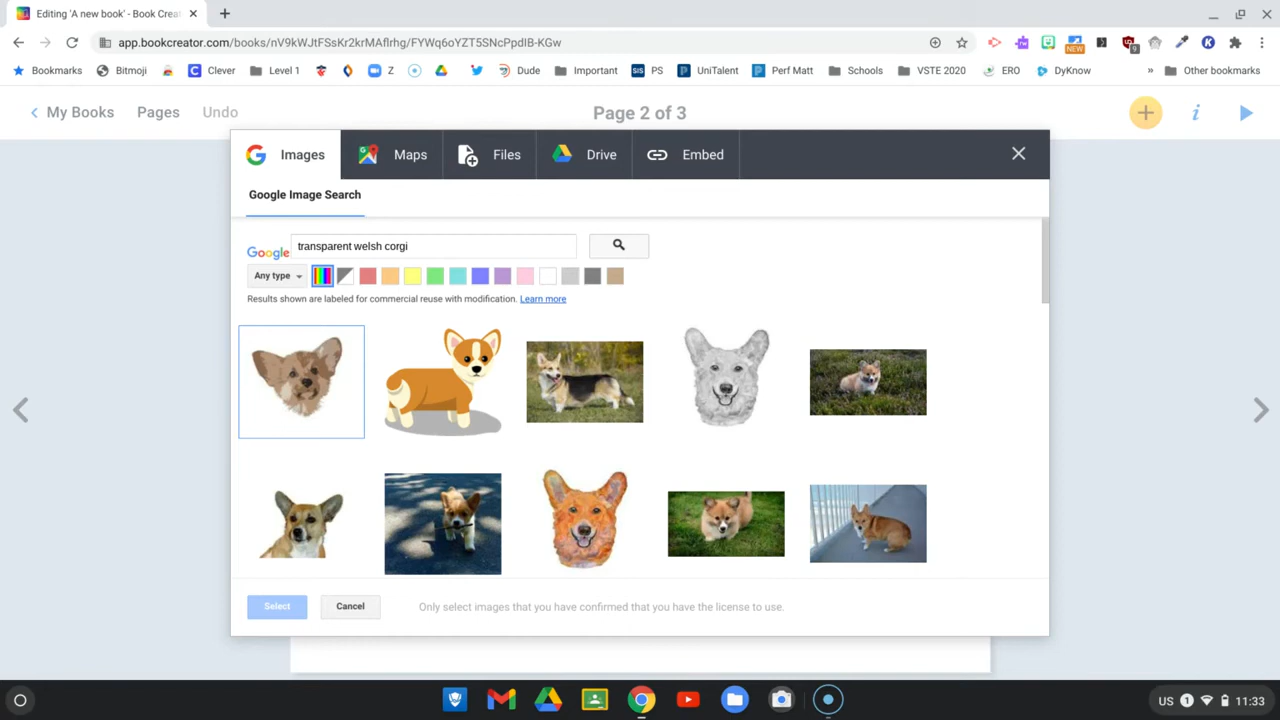 Editing 'A new book' - Book Creat
app.bookcreator.com/books/nV9kWJtFSsKr2krMAflrhg/FYWq6oYZT5SNcPpdIB-KGw
NEW
9
Bookmarks Bitmoji Clever Level 1 Z Dude Important SIS PS UniTalent Perf Matt Schools VSTE 2020 ERO DyKnow » Other bookmarks
My Books Pages Undo Page 2 of 3
Images Maps Files Drive Embed
Google Image Search
Google transparent welsh corgi
Any type
Results shown are labeled for commercial reuse with modification. Learn more
Select Cancel Only select images that you have confirmed that you have the license to use.
US 1 11:33